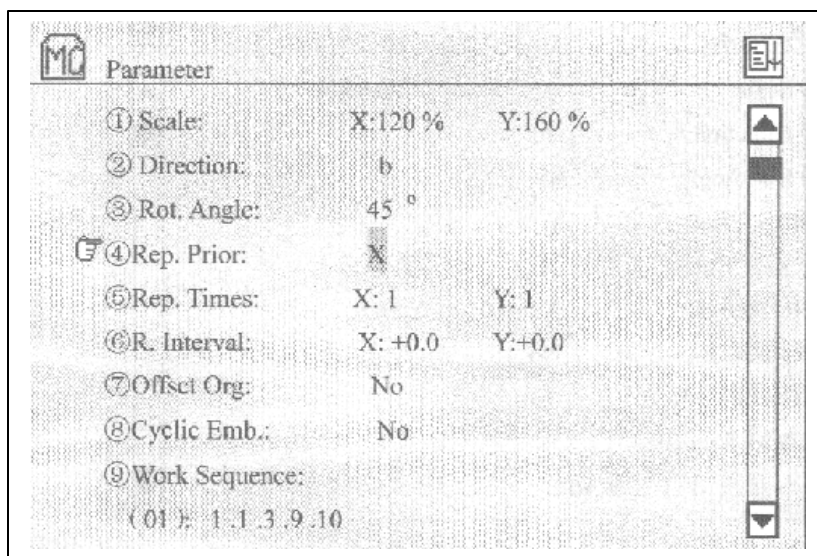 MC
Parameter
①Scale: X:120 % Y:160 %
②Direction: b
③Rot. Angle: 45 °
④Rep. Prior: X
⑤Rep. Times: X: 1 Y: 1
⑥R. Interval: X: +0.0 Y:+0.0
⑦Offset Org: No
⑧Cyclic Emb.: No
⑨Work Sequence:
( 01 ): 1 .1 .3 .9 .10